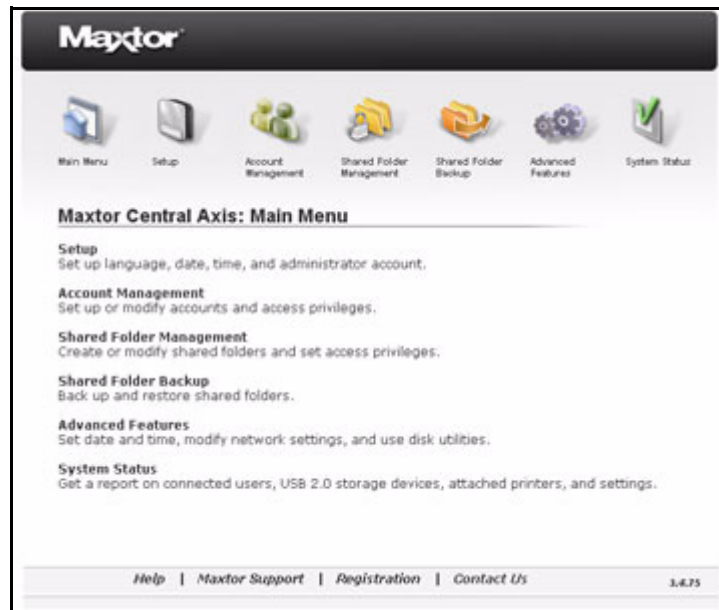 Maxtor
Main Menu
Setup
Account Management
Shared Folder Management
Shared Folder Backup
Advanced Features
System Status
Maxtor Central Axis: Main Menu
Setup
Set up language, date, time, and administrator account.
Account Management
Set up or modify accounts and access privileges.
Shared Folder Management
Create or modify shared folders and set access privileges.
Shared Folder Backup
Back up and restore shared folders.
Advanced Features
Set date and time, modify network settings, and use disk utilities.
System Status
Get a report on connected users, USB 2.0 storage devices, attached printers, and settings.
Help | Maxtor Support | Registration | Contact Us
3.4.75